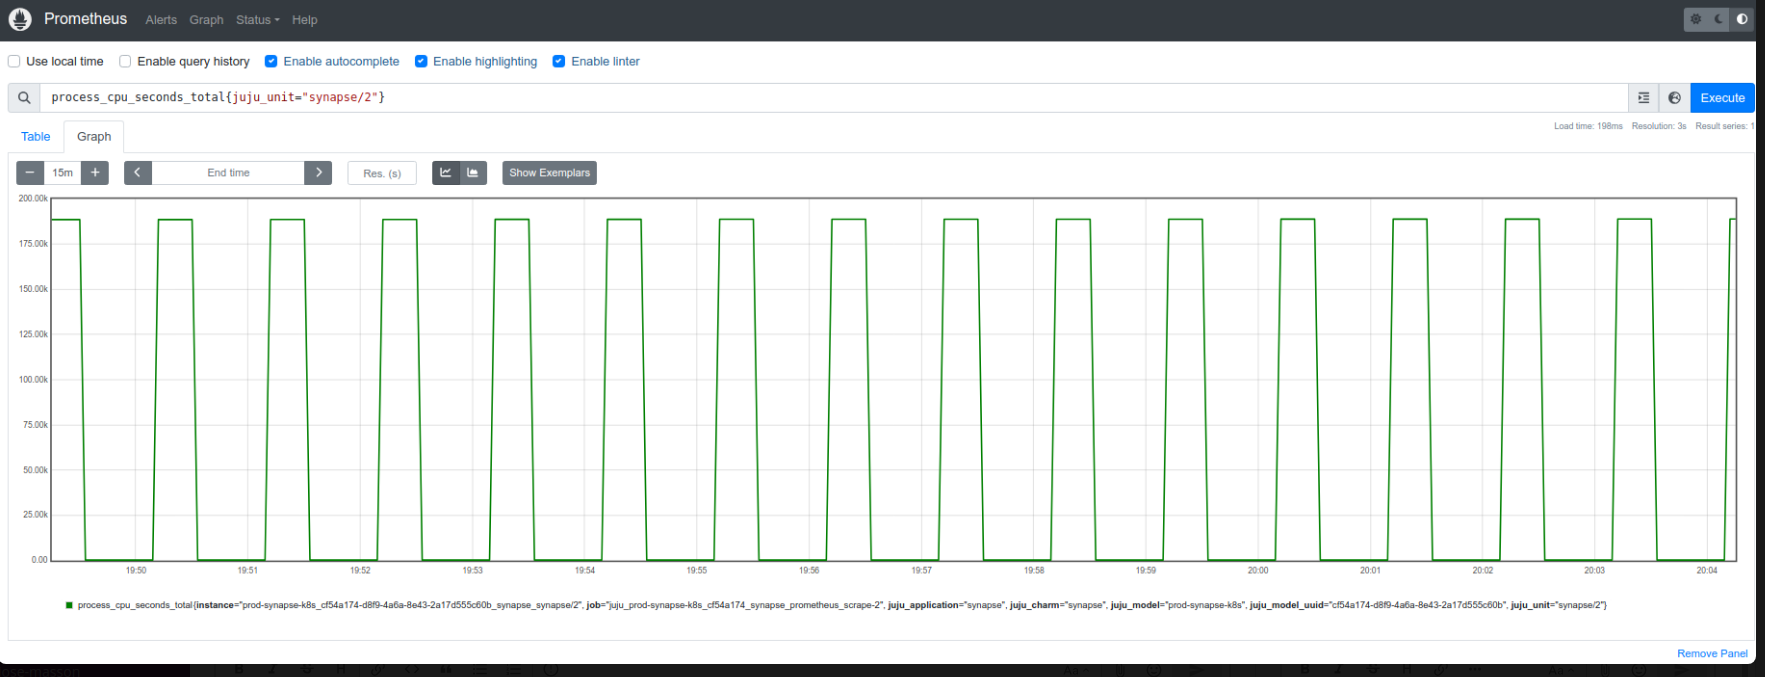 Prometheus Alerts Graph Status Help
Use local time Enable query history Enable autocomplete Enable highlighting Enable linter
process_cpu_seconds_total{juju_unit="synapse/2"} Execute
Load time: 198ms Resolution: 3s Result series: 1
Table Graph
− 15m + End time Res. (s) Show Exemplars
200.00k
175.00k
150.00k
125.00k
100.00k
75.00k
50.00k
25.00k
0.00
19:50 19:51 19:52 19:53 19:54 19:55 19:56 19:57 19:58 19:59 20:00 20:01 20:02 20:03 20:04
process_cpu_seconds_total{instance="prod-synapse-k8s_cf54a174-d8f9-4a6a-8e43-2a17d555c60b_synapse_synapse/2", job="juju_prod-synapse-k8s_cf54a174_synapse_prometheus_scrape-2", juju_application="synapse", juju_charm="synapse", juju_model="prod-synapse-k8s", juju_model_uuid="cf54a174-d8f9-4a6a-8e43-2a17d555c60b", juju_unit="synapse/2"}
Remove Panel